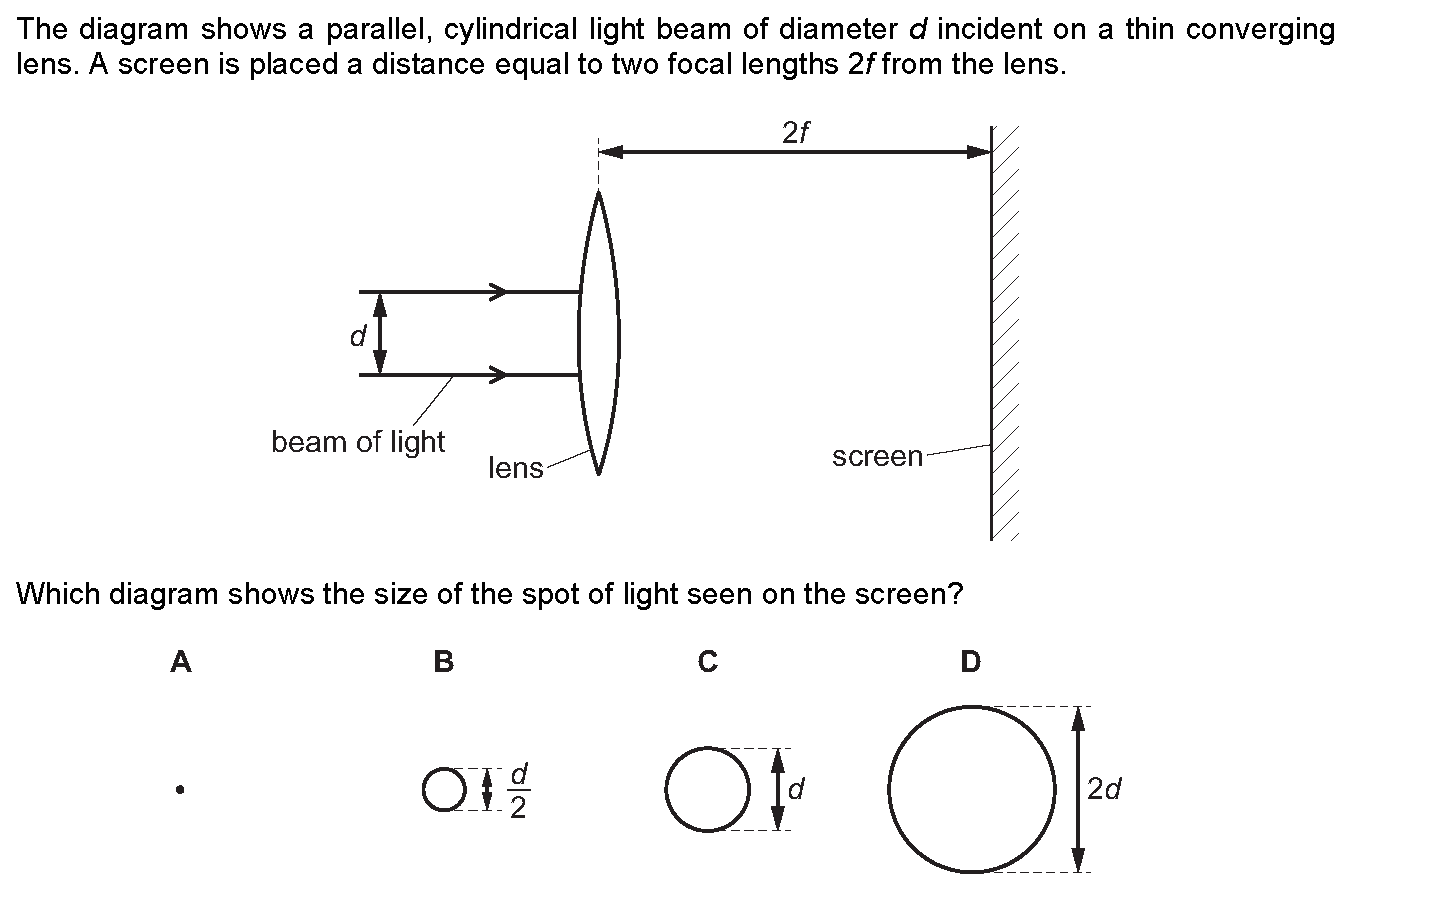 The diagram shows a parallel, cylindrical light beam of diameter d incident on a thin converging
lens. A screen is placed a distance equal to two focal lengths 2f from the lens.
2f
d
beam of light
lens
screen
Which diagram shows the size of the spot of light seen on the screen?
A B C D
d
2
d
2d